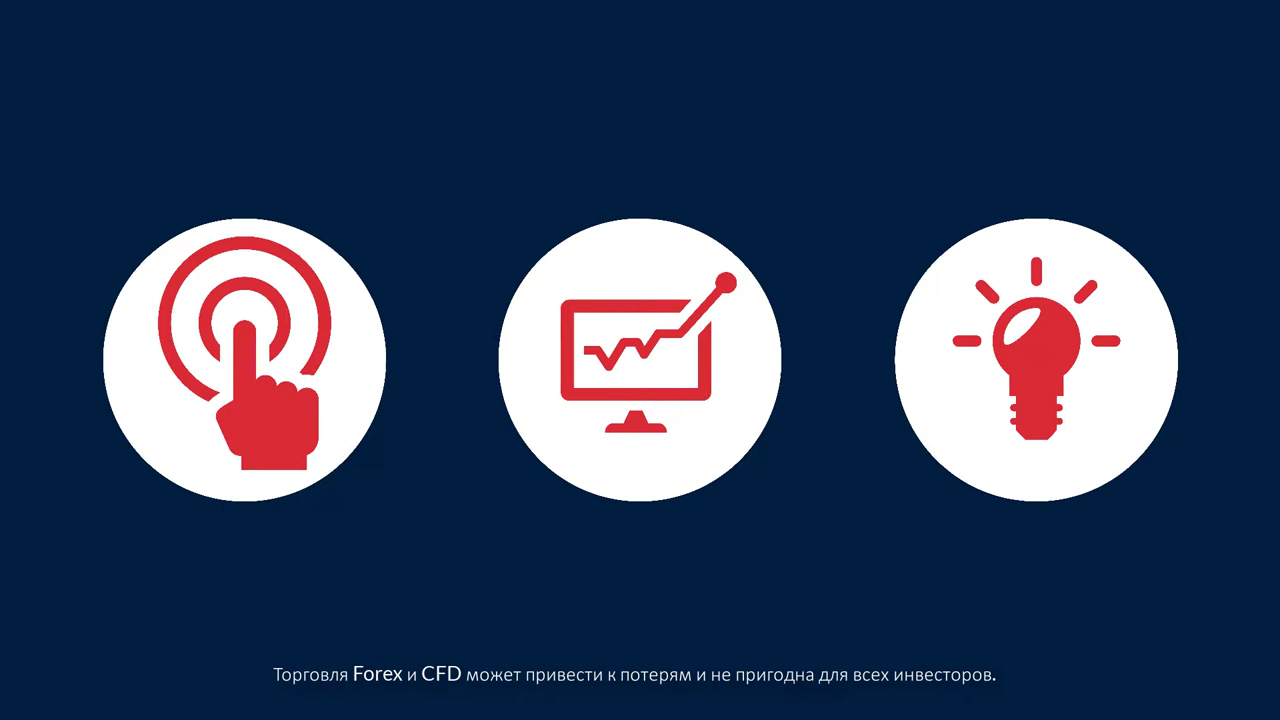 Торговля Forex и CFD может привести к потерям и не пригодна для всех инвесторов.